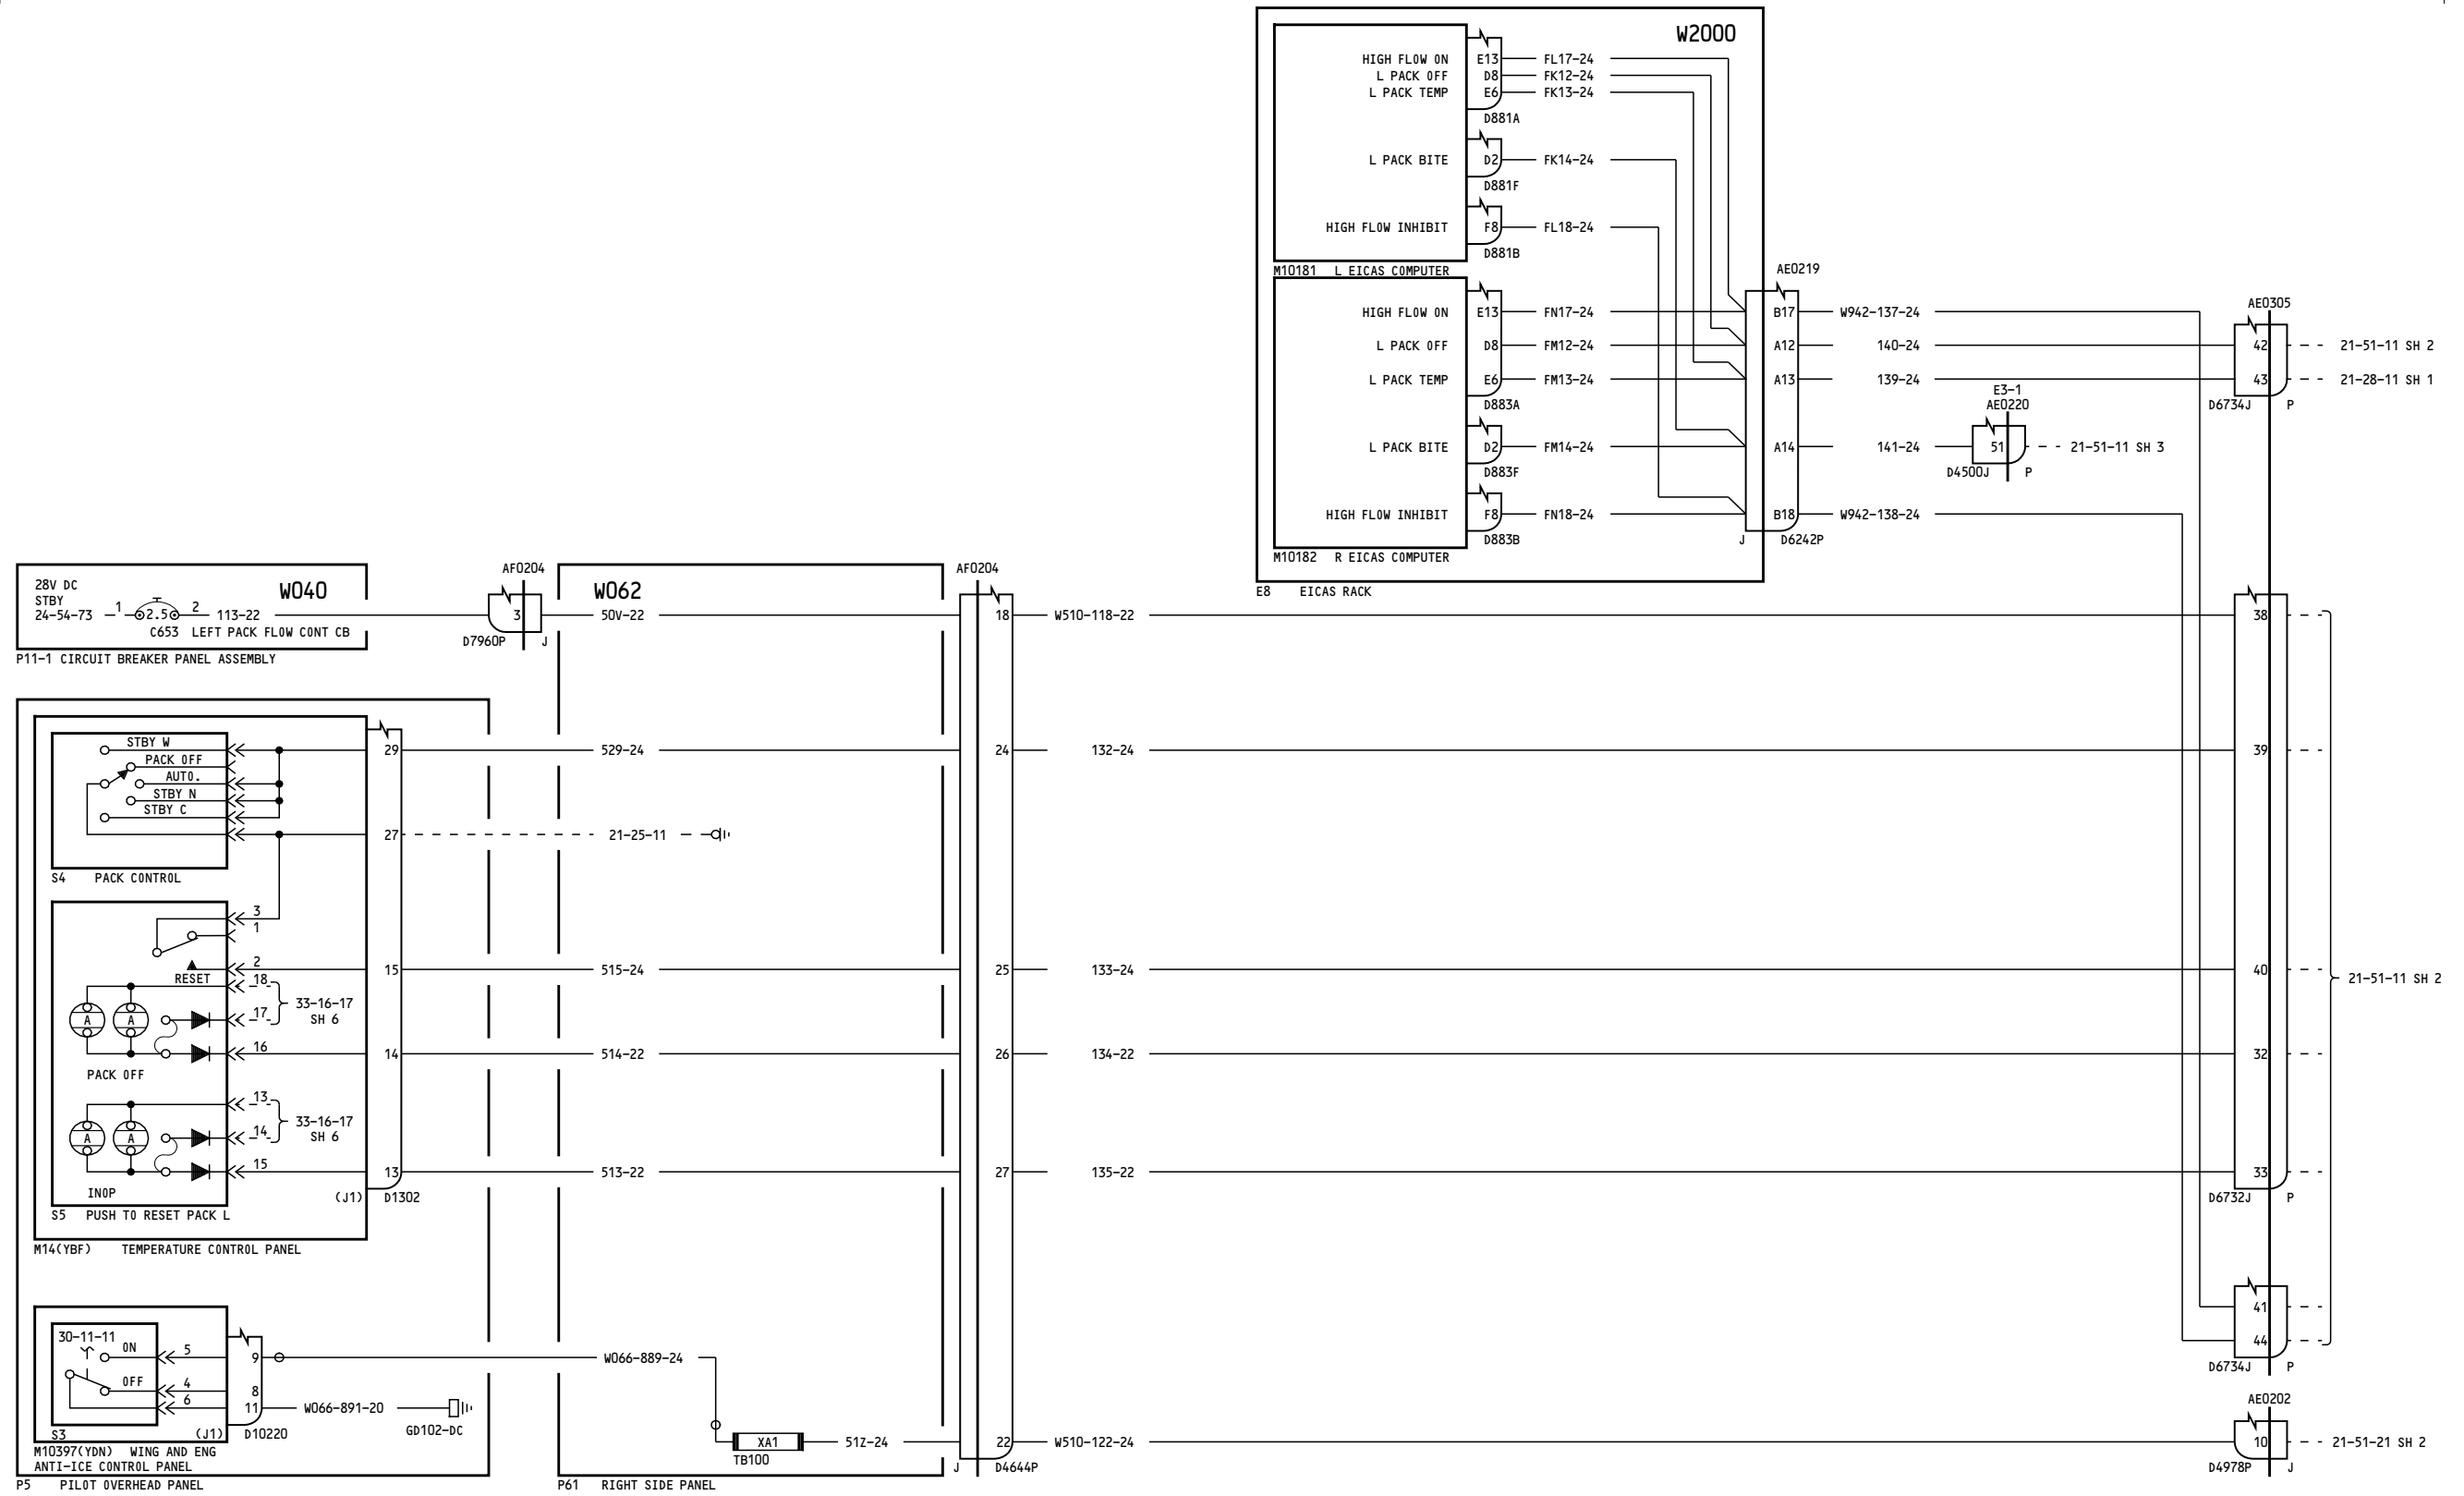 W2000
HIGH FLOW ON E13 FL17-24
L PACK OFF D8 FK12-24
L PACK TEMP E6 FK13-24
D881A
L PACK BITE D2 FK14-24
D881F
HIGH FLOW INHIBIT F8 FL18-24
D881B
M10181 L EICAS COMPUTER
AE0219
HIGH FLOW ON E13 FN17-24 B17 W942-137-24
AE0305
L PACK OFF D8 FM12-24 A12 140-24 42 21-51-11 SH 2
L PACK TEMP E6 FM13-24 A13 139-24 43 21-28-11 SH 1
D883A
E3-1
AE0220
D6734J P
L PACK BITE D2 FM14-24 A14 141-24 51 21-51-11 SH 3
D883F
D4500J P
HIGH FLOW INHIBIT F8 FN18-24 B18 W942-138-24
D883B
J D6242P
M10182 R EICAS COMPUTER
E8 EICAS RACK
28V DC
STBY
24-54-73 1 2.5 2 113-22
W040
C653 LEFT PACK FLOW CONT CB
P11-1 CIRCUIT BREAKER PANEL ASSEMBLY
AF0204
3
D7960P J
W062
50V-22
AF0204
18 W510-118-22 38
STBY W
PACK OFF
AUTO.
STBY N
STBY C
29 529-24 24 132-24 39
27 21-25-11
S4 PACK CONTROL
3
1
2 15 515-24 25 133-24 40
RESET
21-51-11 SH 2
18
17
33-16-17
SH 6
A A
16 14 514-22 26 134-22 32
PACK OFF
13
14
33-16-17
SH 6
A A
15 13 513-22 27 135-22 33
INOP
(J1) D1302
D6732J P
S5 PUSH TO RESET PACK L
M14(YBF) TEMPERATURE CONTROL PANEL
41
44
D6734J P
30-11-11
ON 5 9 W066-889-24
OFF 4 8
6 11 W066-891-20
GD102-DC
S3 (J1) D10220
M10397(YDN) WING AND ENG
ANTI-ICE CONTROL PANEL
P5 PILOT OVERHEAD PANEL
XA1 51Z-24 22 W510-122-24
TB100
J D4644P
P61 RIGHT SIDE PANEL
AE0202
10 21-51-21 SH 2
D4978P J